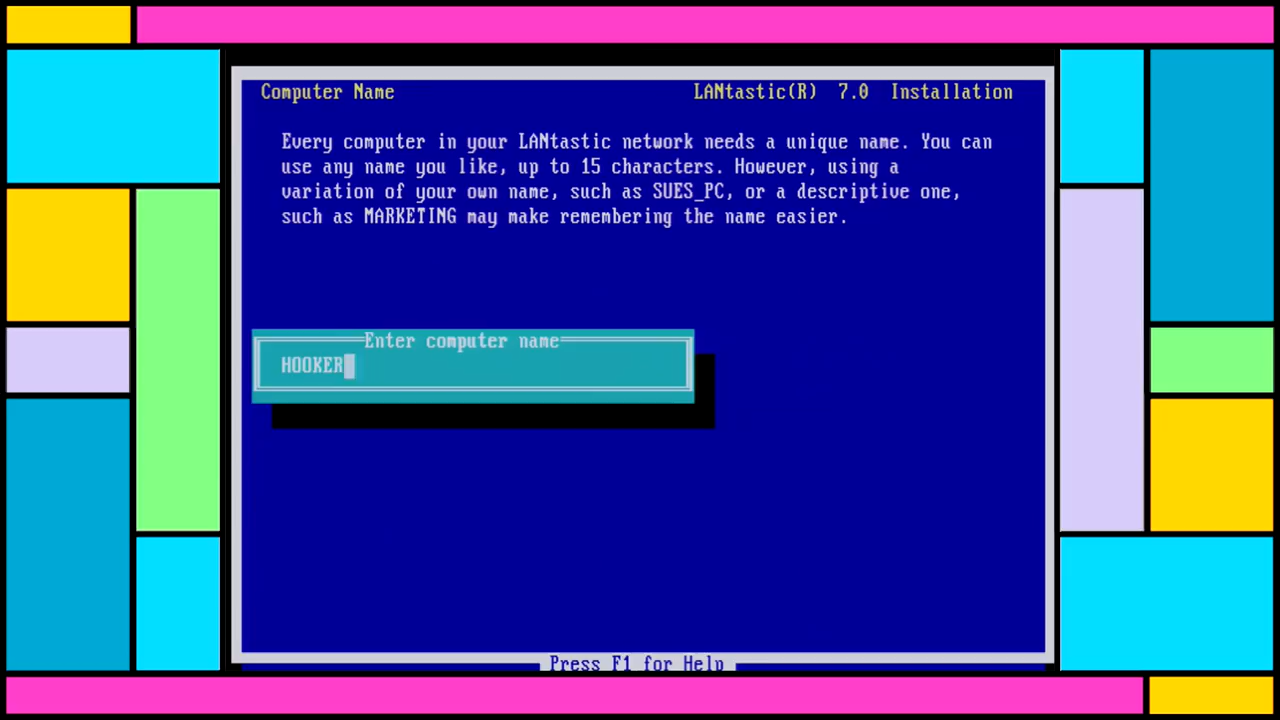 Computer Name
LANtastic(R) 7.0 Installation
Every computer in your LANtastic network needs a unique name. You can
use any name you like, up to 15 characters. However, using a
variation of your own name, such as SUES_PC, or a descriptive one,
such as MARKETING may make remembering the name easier.
Enter computer name
HOOKER
Press F1 for Help